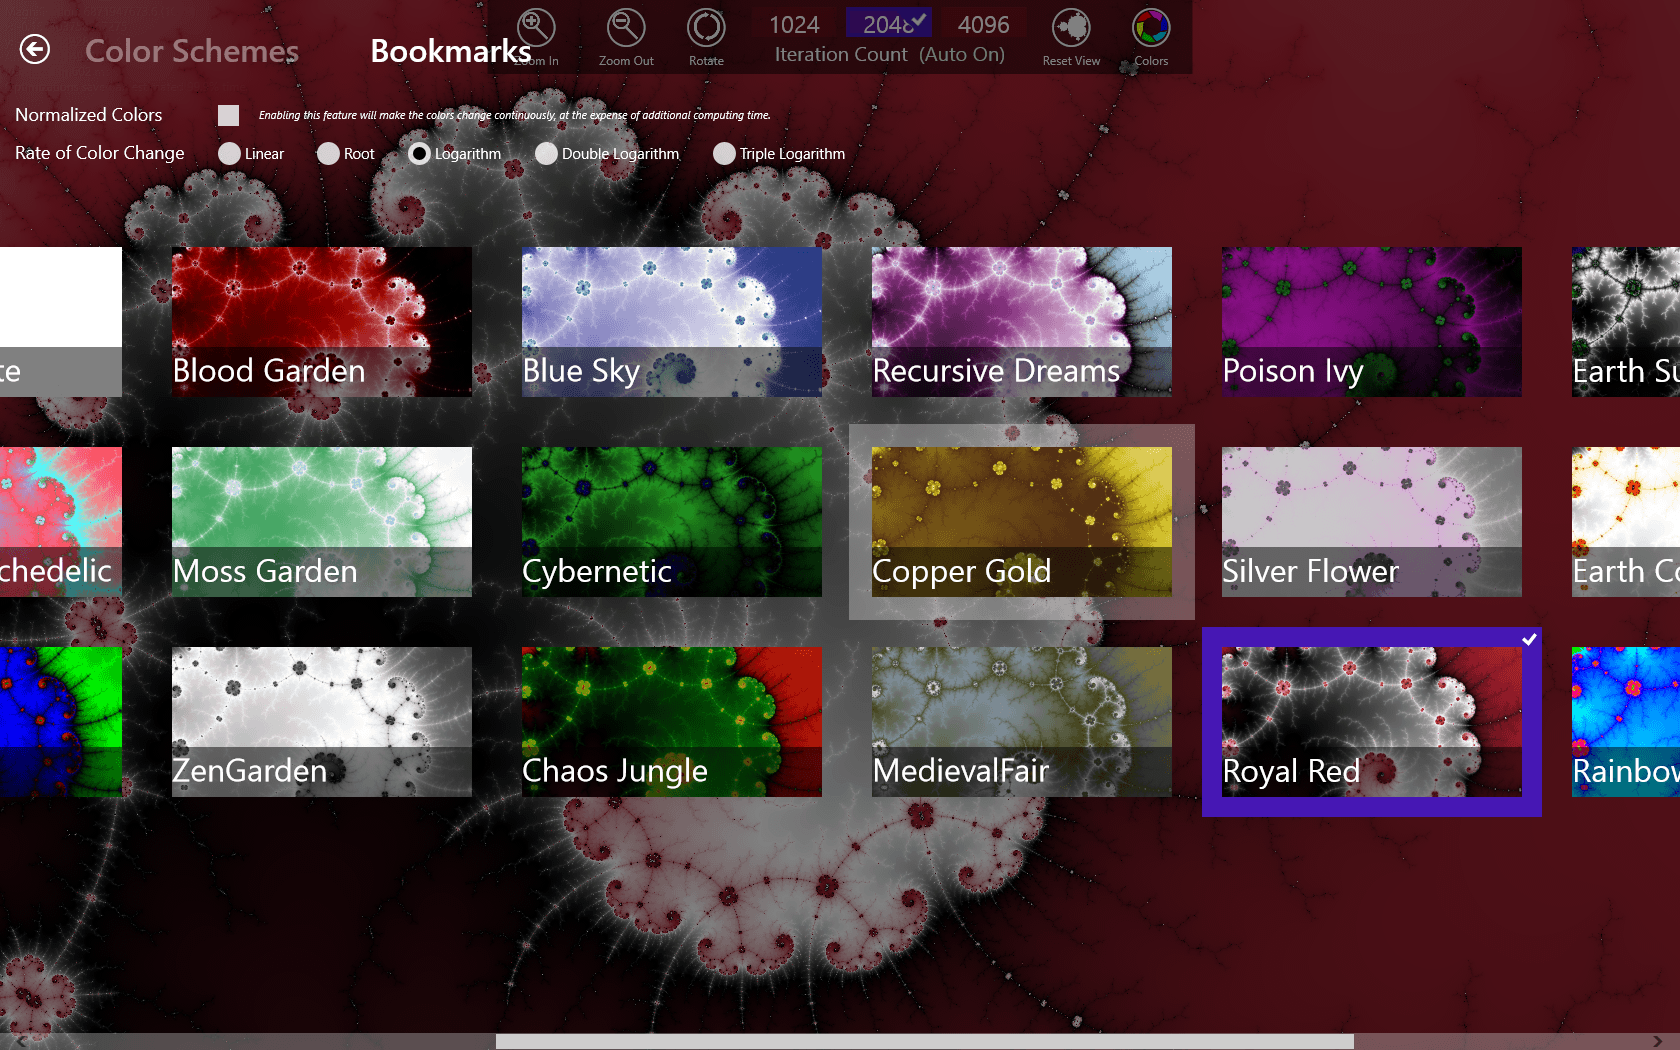 Color Schemes
Bookmarks
Zoom In
Zoom Out
Rotate
1024
2048
4096
Iteration Count (Auto On)
Reset View
Colors
Normalized Colors
Enabling this feature will make the colors change continuously, at the expense of additional computing time.
Rate of Color Change
Linear
Root
Logarithm
Double Logarithm
Triple Logarithm
te
Blood Garden
Blue Sky
Recursive Dreams
Poison Ivy
Earth Su
chedelic
Moss Garden
Cybernetic
Copper Gold
Silver Flower
Earth Co
ZenGarden
Chaos Jungle
MedievalFair
Royal Red
Rainbow